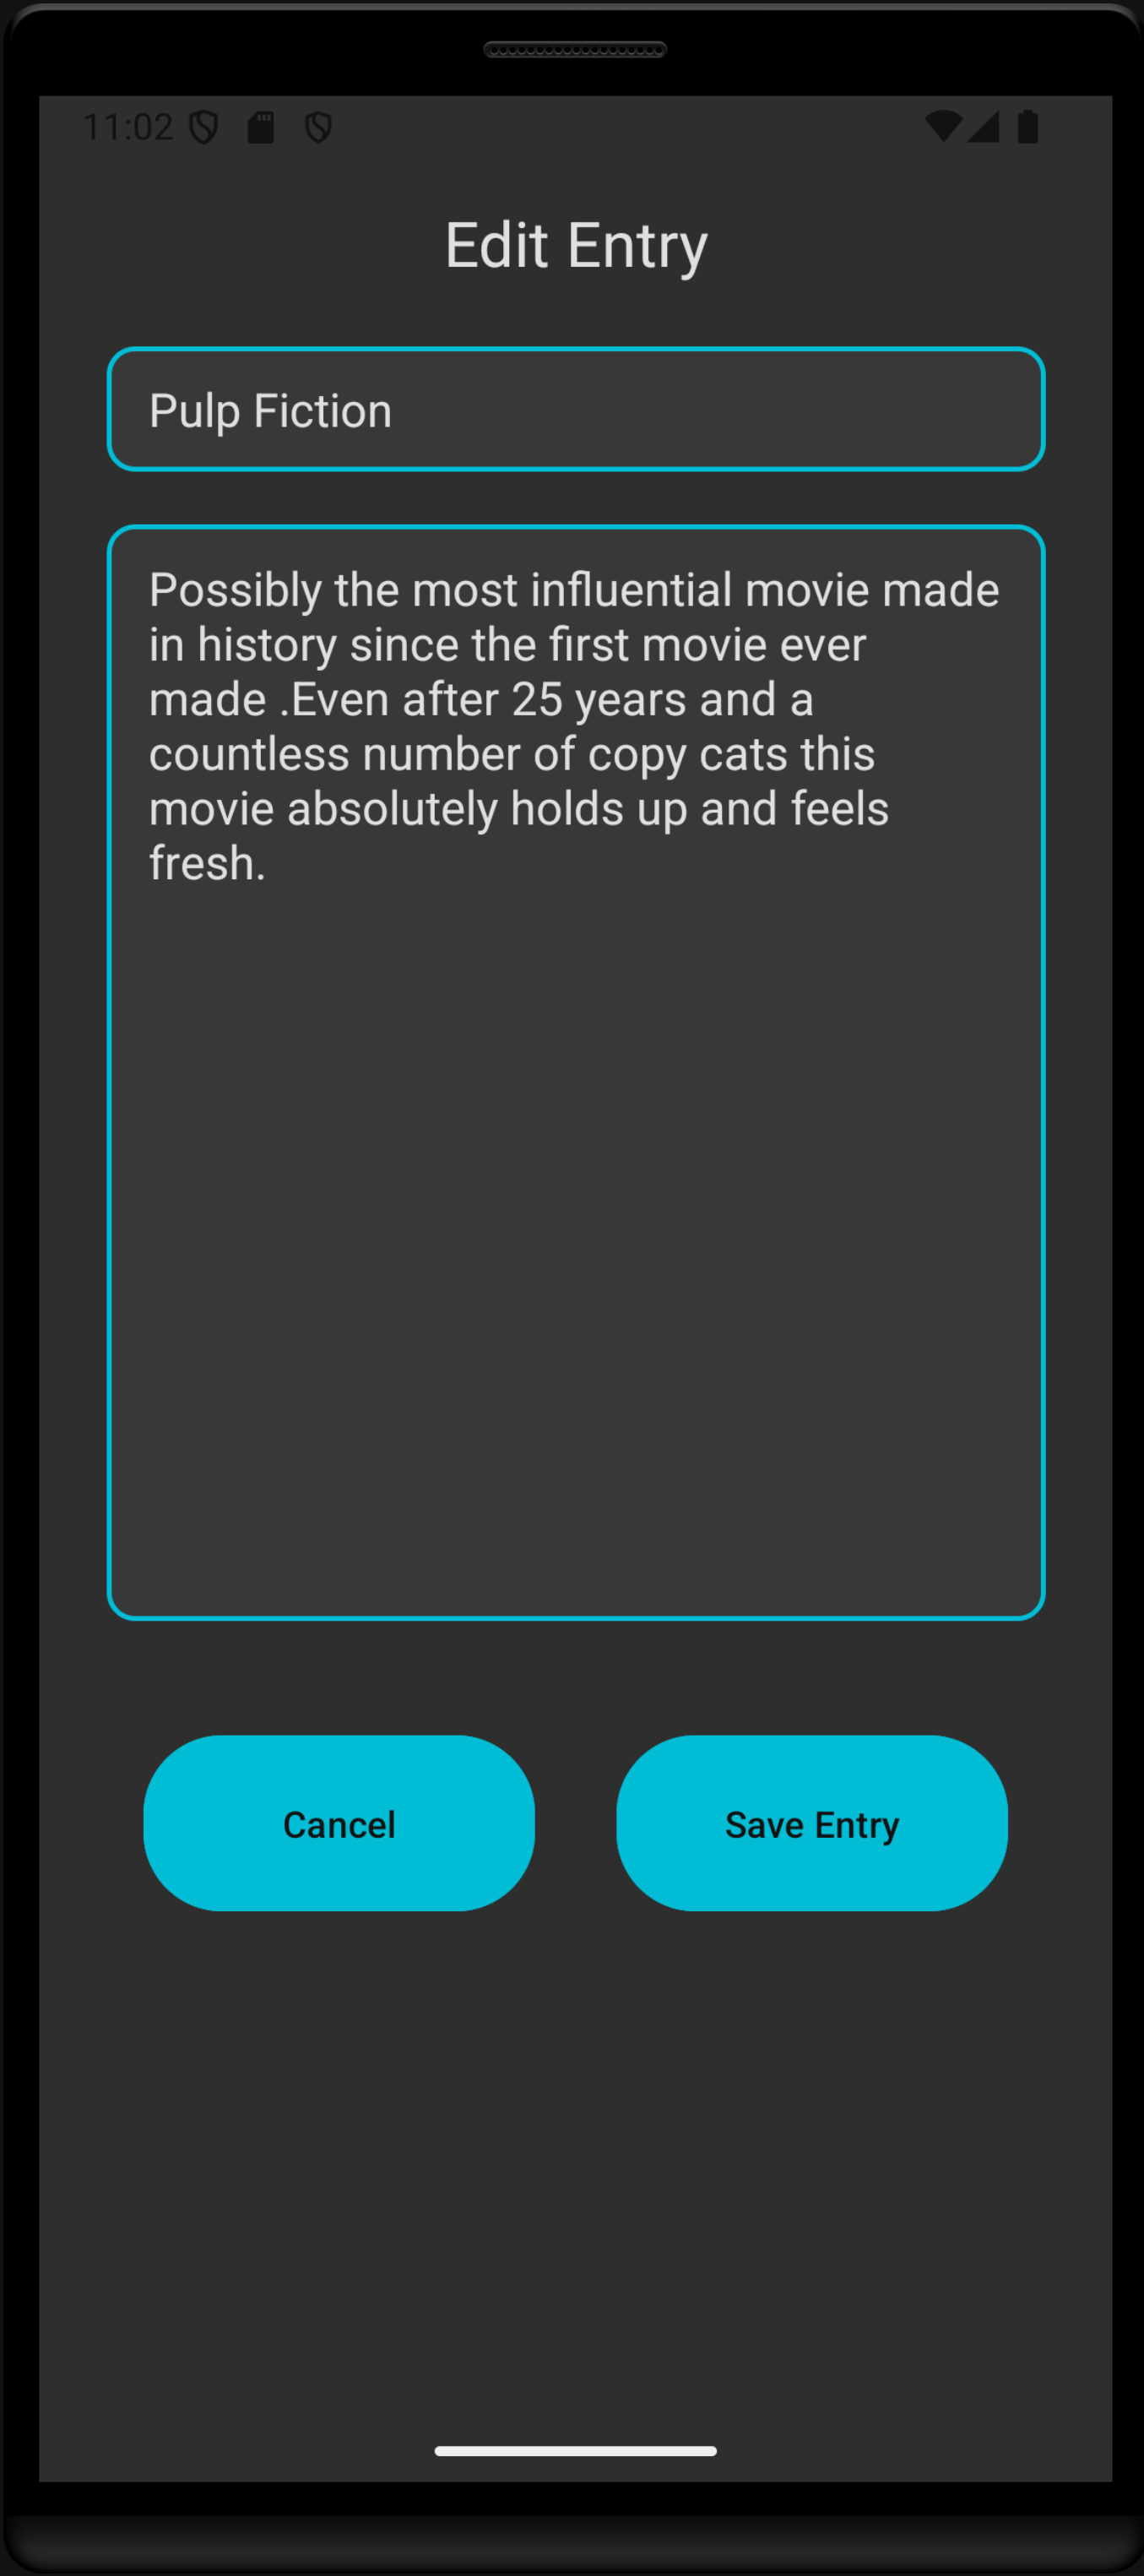 11:02
Edit Entry
Pulp Fiction
Possibly the most influential movie made
in history since the first movie ever
made .Even after 25 years and a
countless number of copy cats this
movie absolutely holds up and feels
fresh.
Cancel
Save Entry